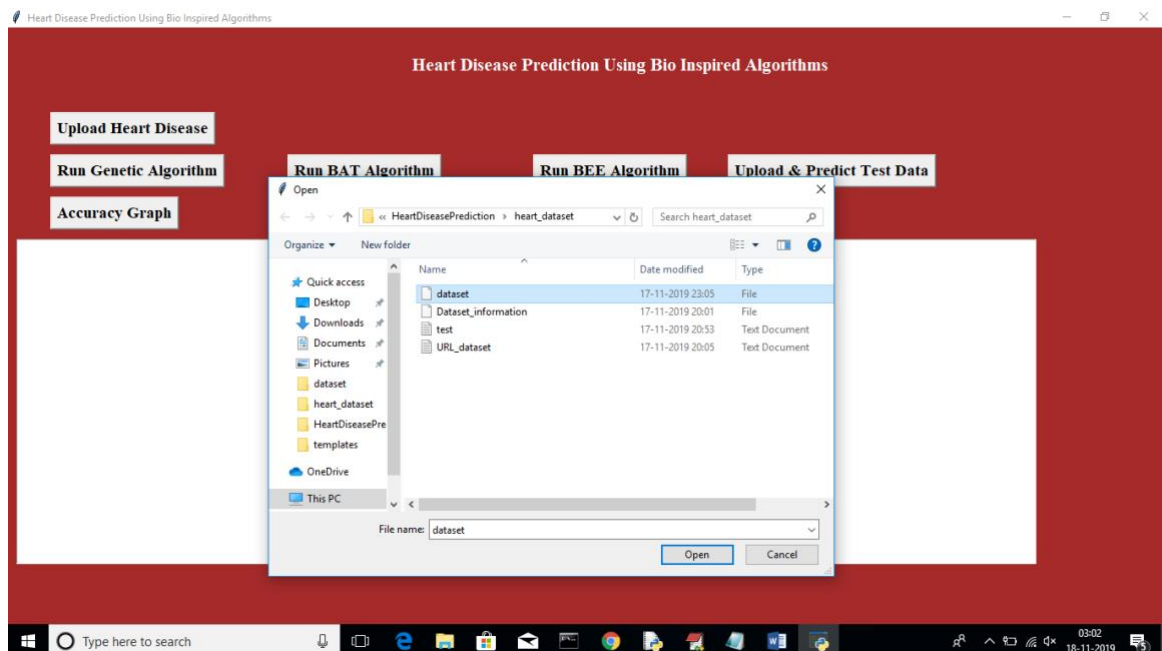 Heart Disease Prediction Using Bio Inspired Algorithms
Heart Disease Prediction Using Bio Inspired Algorithms
Upload Heart Disease
Run Genetic Algorithm Run BAT Algorithm Run BEE Algorithm Upload & Predict Test Data
Accuracy Graph
Open
« HeartDiseasePrediction › heart_dataset Search heart_dataset
Organize New folder
Name Date modified Type
Quick access
Desktop
Downloads
Documents
Pictures
dataset
heart_dataset
HeartDiseasePre
templates
OneDrive
This PC
dataset 17-11-2019 23:05 File
Dataset_information 17-11-2019 20:01 File
test 17-11-2019 20:53 Text Document
URL_dataset 17-11-2019 20:05 Text Document
File name: dataset
Open Cancel
Type here to search
03:02
18-11-2019